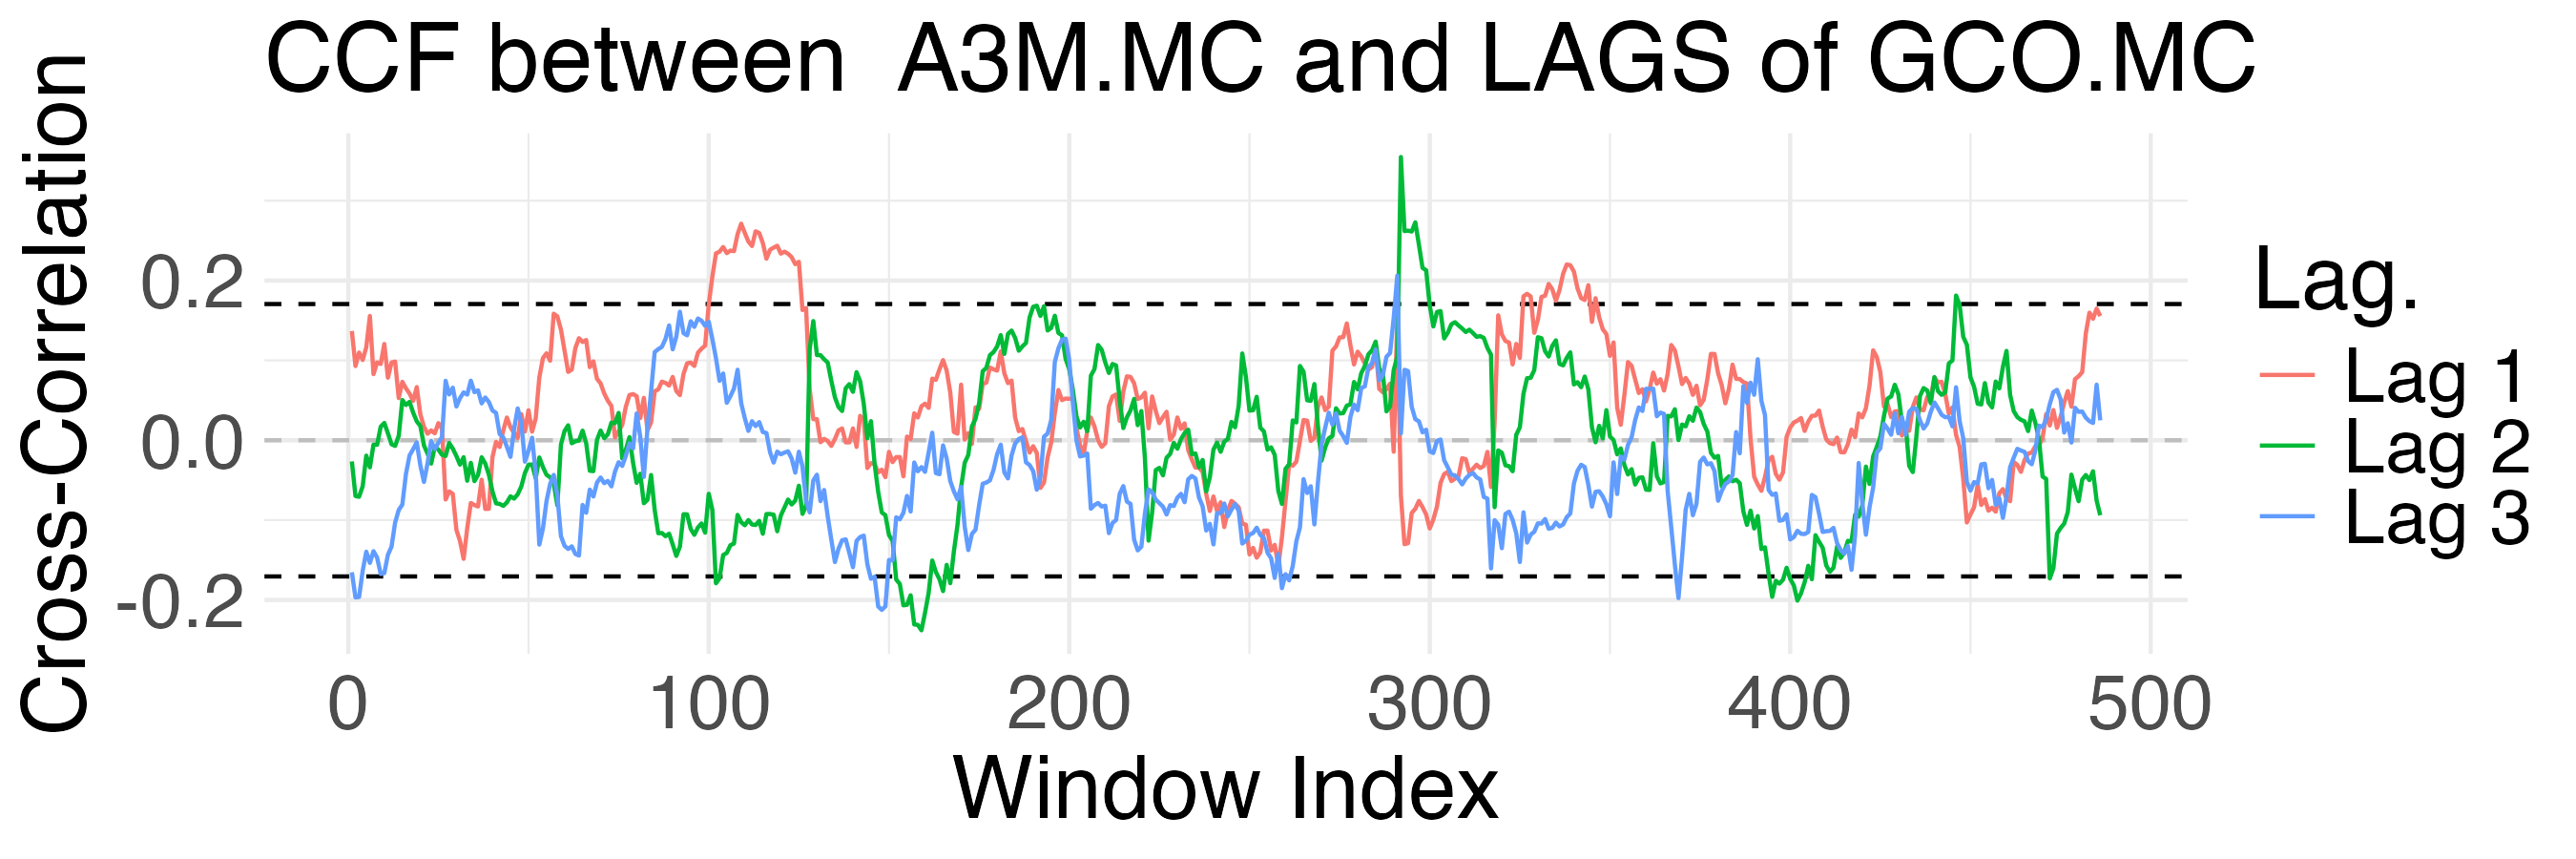 CCF between  A3M.MC and LAGS of GCO.MC
Cross-Correlation
0.2
0.0
-0.2
0 100 200 300 400 500
Window Index
Lag.
Lag 1
Lag 2
Lag 3